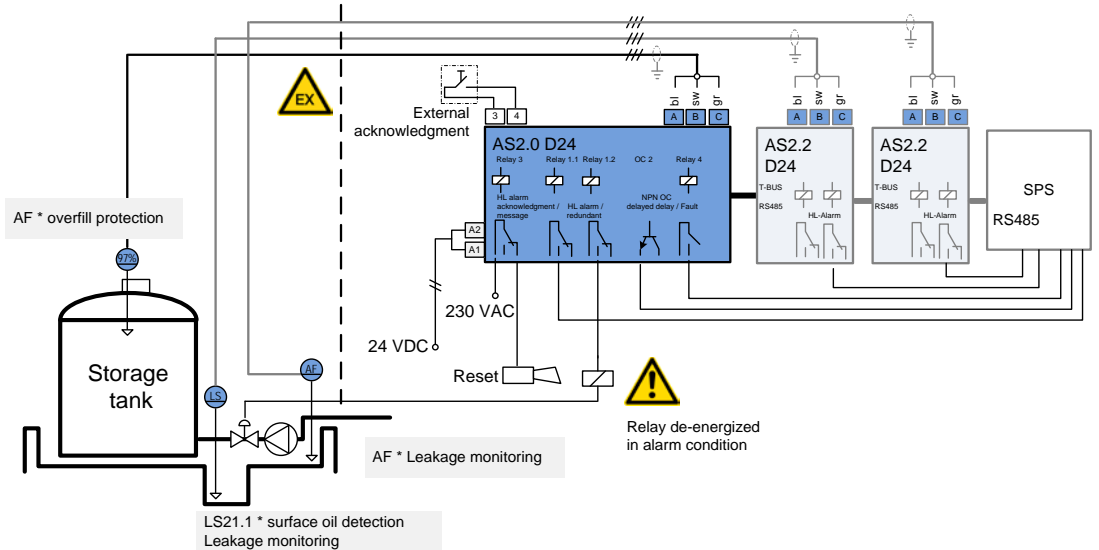 EX
External
acknowledgment
3 4
bl sw gr
A B C
bl sw gr
A B C
bl sw gr
A B C
AS2.0 D24
Relay 3
Relay 1.1
Relay 1.2
OC 2
Relay 4
HL alarm
acknowledgment /
message
HL alarm /
redundant
NPN OC
delayed delay / Fault
A2
A1
AS2.2
D24
T-BUS
RS485
HL-Alarm
AS2.2
D24
T-BUS
RS485
HL-Alarm
SPS
RS485
AF * overfill protection
97%
230 VAC
24 VDC
Reset
Storage
tank
LS
AF
Relay de-energized
in alarm condition
AF * Leakage monitoring
LS21.1 * surface oil detection
Leakage monitoring